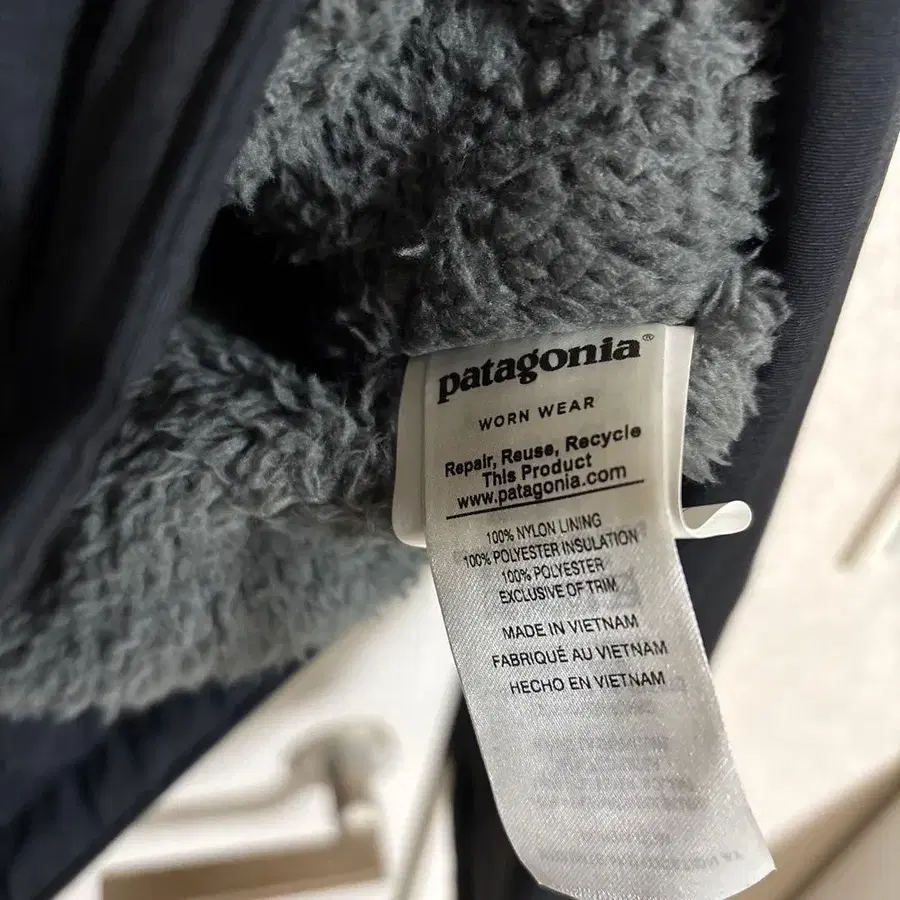 patagonia®
WORN WEAR
Repair, Reuse, Recycle
This Product
www.patagonia.com
100% NYLON LINING
100% POLYESTER INSULATION
100% POLYESTER
EXCLUSIVE OF TRIM
MADE IN VIETNAM
FABRIQUÉ AU VIETNAM
HECHO EN VIETNAM